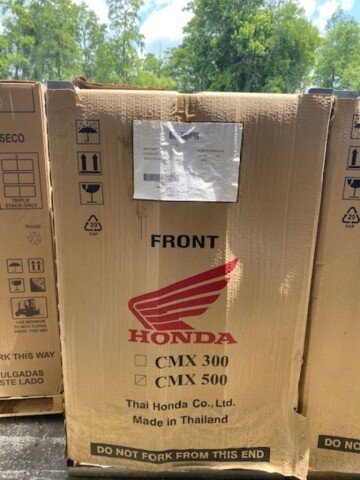 SECO
TRIPLE
STACK ONLY
20
PAP
FRONT
HONDA
CMX 300
CMX 500
Thai Honda Co., Ltd.
Made in Thailand
DO NOT FORK FROM THIS END
RK THIS WAY
ULGADAS
STE LADO
20
PAP
DO NOT